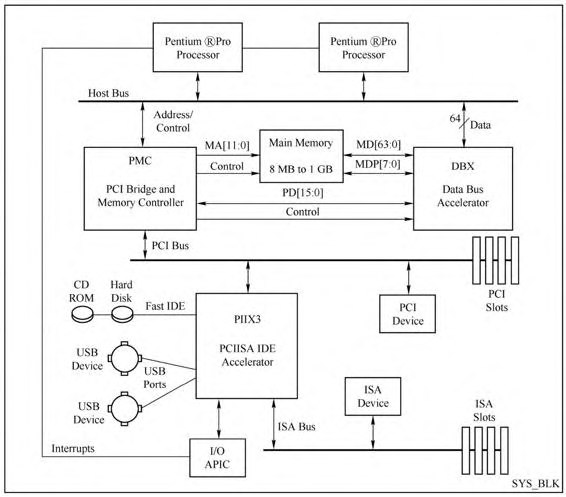 Pentium ®Pro
Processor
Pentium ®Pro
Processor
Host Bus
Address/
Control
64
Data
PMC
PCI Bridge and
Memory Controller
MA[11:0]
Control
Main Memory
8 MB to 1 GB
MD[63:0]
MDP[7:0]
DBX
Data Bus
Accelerator
PD[15:0]
Control
PCI Bus
CD
ROM
Hard
Disk
Fast IDE
PIIX3
PCIISA IDE
Accelerator
PCI
Device
PCI
Slots
USB
Device
USB
Ports
USB
Device
ISA
Device
ISA
Slots
ISA Bus
Interrupts
I/O
APIC
SYS_BLK